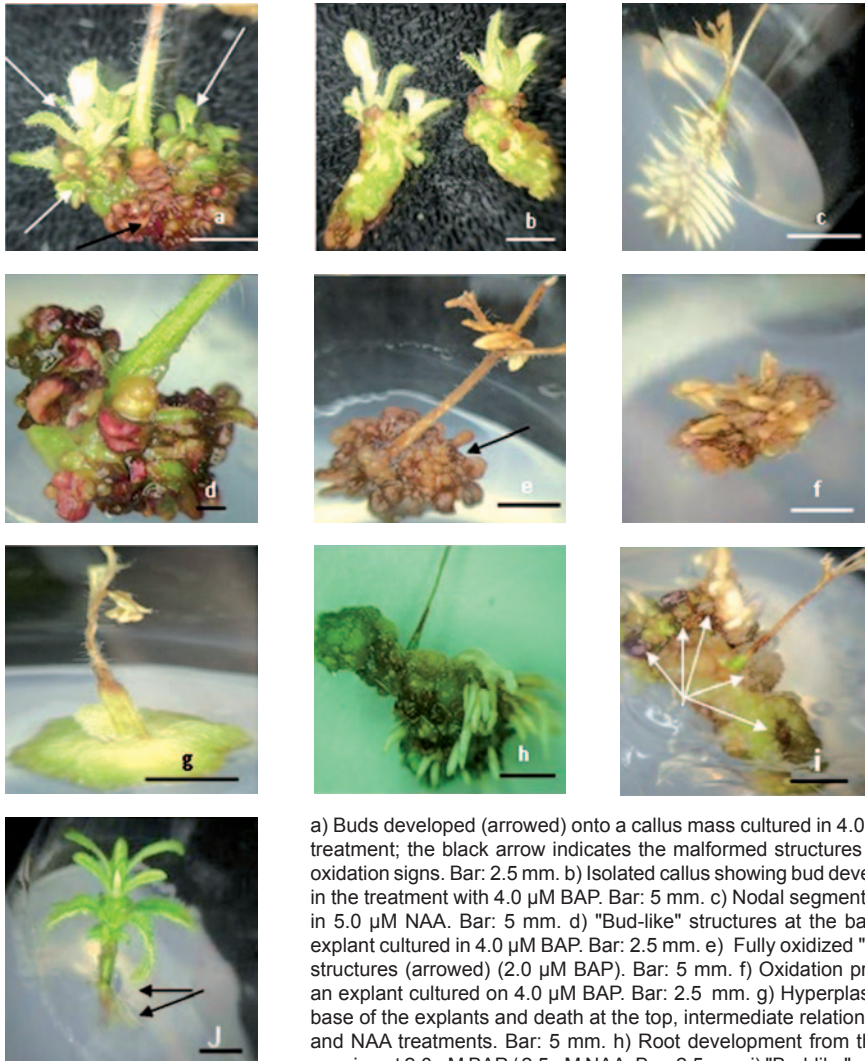 a
b
c
d
e
f
g
h
i
J
a) Buds developed (arrowed) onto a callus mass cultured in 4.0
treatment; the black arrow indicates the malformed structures
oxidation signs. Bar: 2.5 mm. b) Isolated callus showing bud deve
in the treatment with 4.0 µM BAP. Bar: 5 mm. c) Nodal segment
in 5.0 µM NAA. Bar: 5 mm. d) "Bud-like" structures at the ba
explant cultured in 4.0 µM BAP. Bar: 2.5 mm. e) Fully oxidized "
structures (arrowed) (2.0 µM BAP). Bar: 5 mm. f) Oxidation pr
an explant cultured on 4.0 µM BAP. Bar: 2.5 mm. g) Hyperplas
base of the explants and death at the top, intermediate relation
and NAA treatments. Bar: 5 mm. h) Root development from th